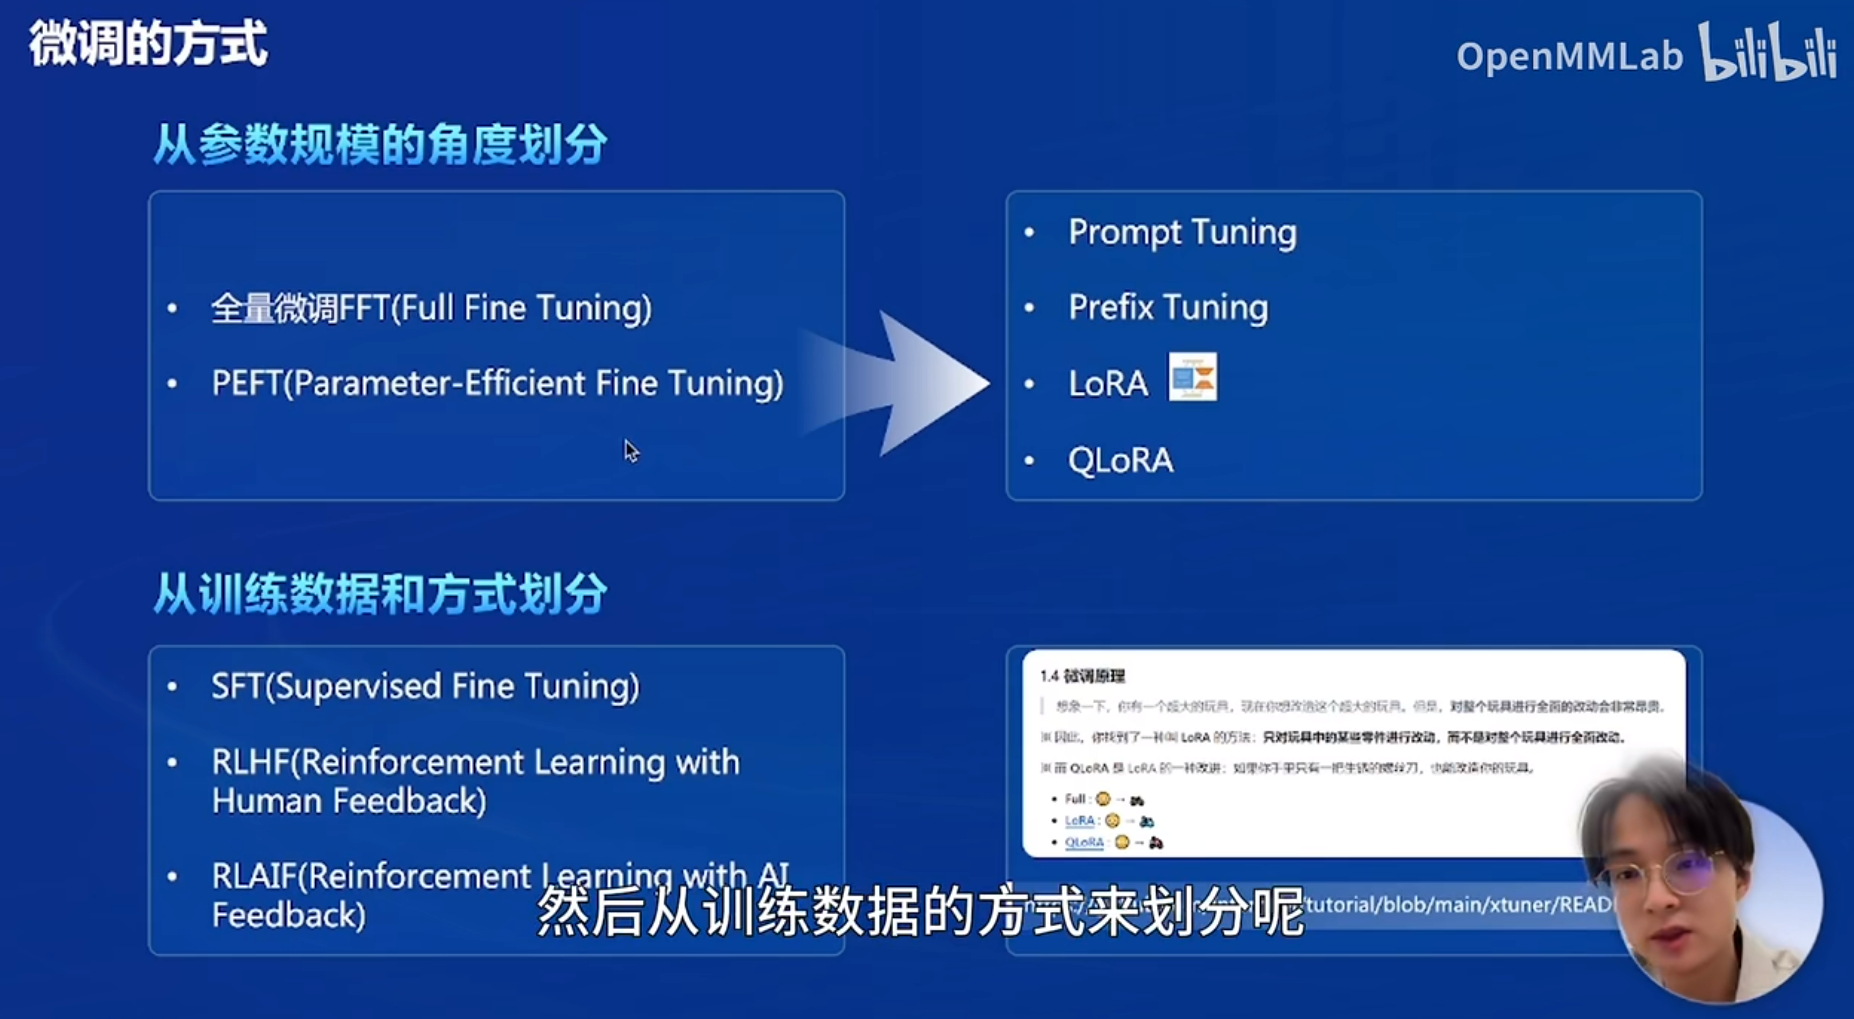 微调的方式
OpenMMLab bilibili
从参数规模的角度划分
• 全量微调FFT(Full Fine Tuning)
• PEFT(Parameter-Efficient Fine Tuning)
• Prompt Tuning
• Prefix Tuning
• LoRA
• QLoRA
从训练数据和方式划分
• SFT(Supervised Fine Tuning)
• RLHF(Reinforcement Learning with
Human Feedback)
• RLAIF(Reinforcement Learning with AI
Feedback)
1.4 微调原理
想象一下，你有一个超大的玩具，现在你想改造这个超大的玩具。但是，对整个玩具进行全面的改动会非常昂贵。
※ 因此，你找到了一种叫 LoRA 的方法：只对玩具中的某些零件进行改动，而不是对整个玩具进行全面改动。
※ 而 QLoRA 是 LoRA 的一种改进：如果你手里只有一把生锈的螺丝刀，也能改造你的玩具。
• Full : 😳 →
• LoRA : 😳 →
• QLoRA : 😳 →
/tutorial/blob/main/xtuner/READ
然后从训练数据的方式来划分呢